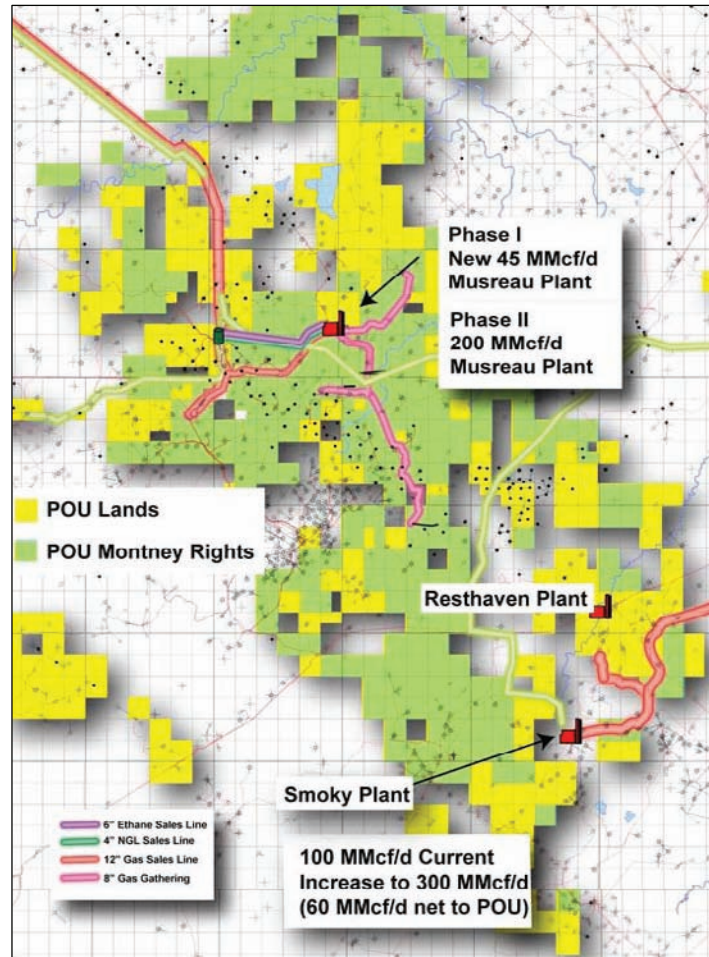 Phase I
New 45 MMcf/d
Musreau Plant
Phase II
200 MMcf/d
Musreau Plant
POU Lands
POU Montney Rights
Resthaven Plant
Smoky Plant
6" Ethane Sales Line
4" NGL Sales Line
12" Gas Sales Line
8" Gas Gathering
100 MMcf/d Current
Increase to 300 MMcf/d
(60 MMcf/d net to POU)